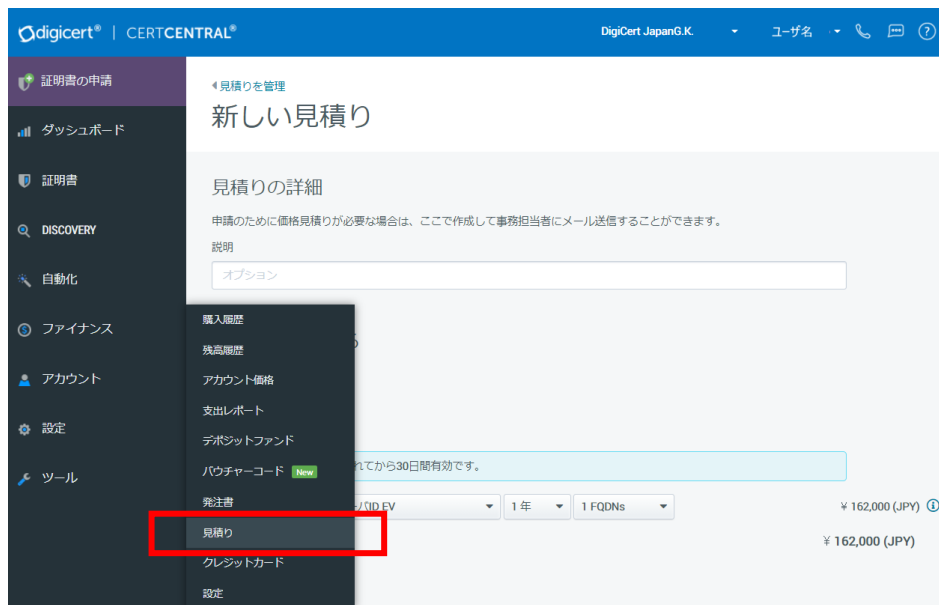 digicert® | CERTCENTRAL®
DigiCert JapanG.K.
ユーザ名
証明書の申請
ダッシュボード
証明書
DISCOVERY
自動化
ファイナンス
アカウント
設定
ツール
見積りを管理
新しい見積り
見積りの詳細
申請のために価格見積りが必要な場合は、ここで作成して事務担当者にメール送信することができます。
説明
オプション
購入履歴
残高履歴
アカウント価格
支出レポート
デポジットファンド
バウチャーコード New
発注書
見積り
クレジットカード
設定
れてから30日間有効です。
バID EV
1 年
1 FQDNs
¥ 162,000 (JPY)
¥ 162,000 (JPY)